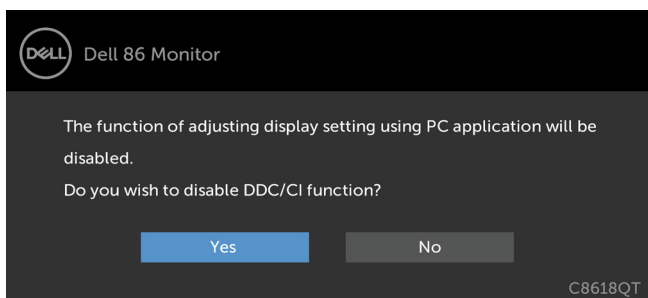 DELL Dell 86 Monitor
The function of adjusting display setting using PC application will be
disabled.
Do you wish to disable DDC/CI function?
Yes No
C8618QT